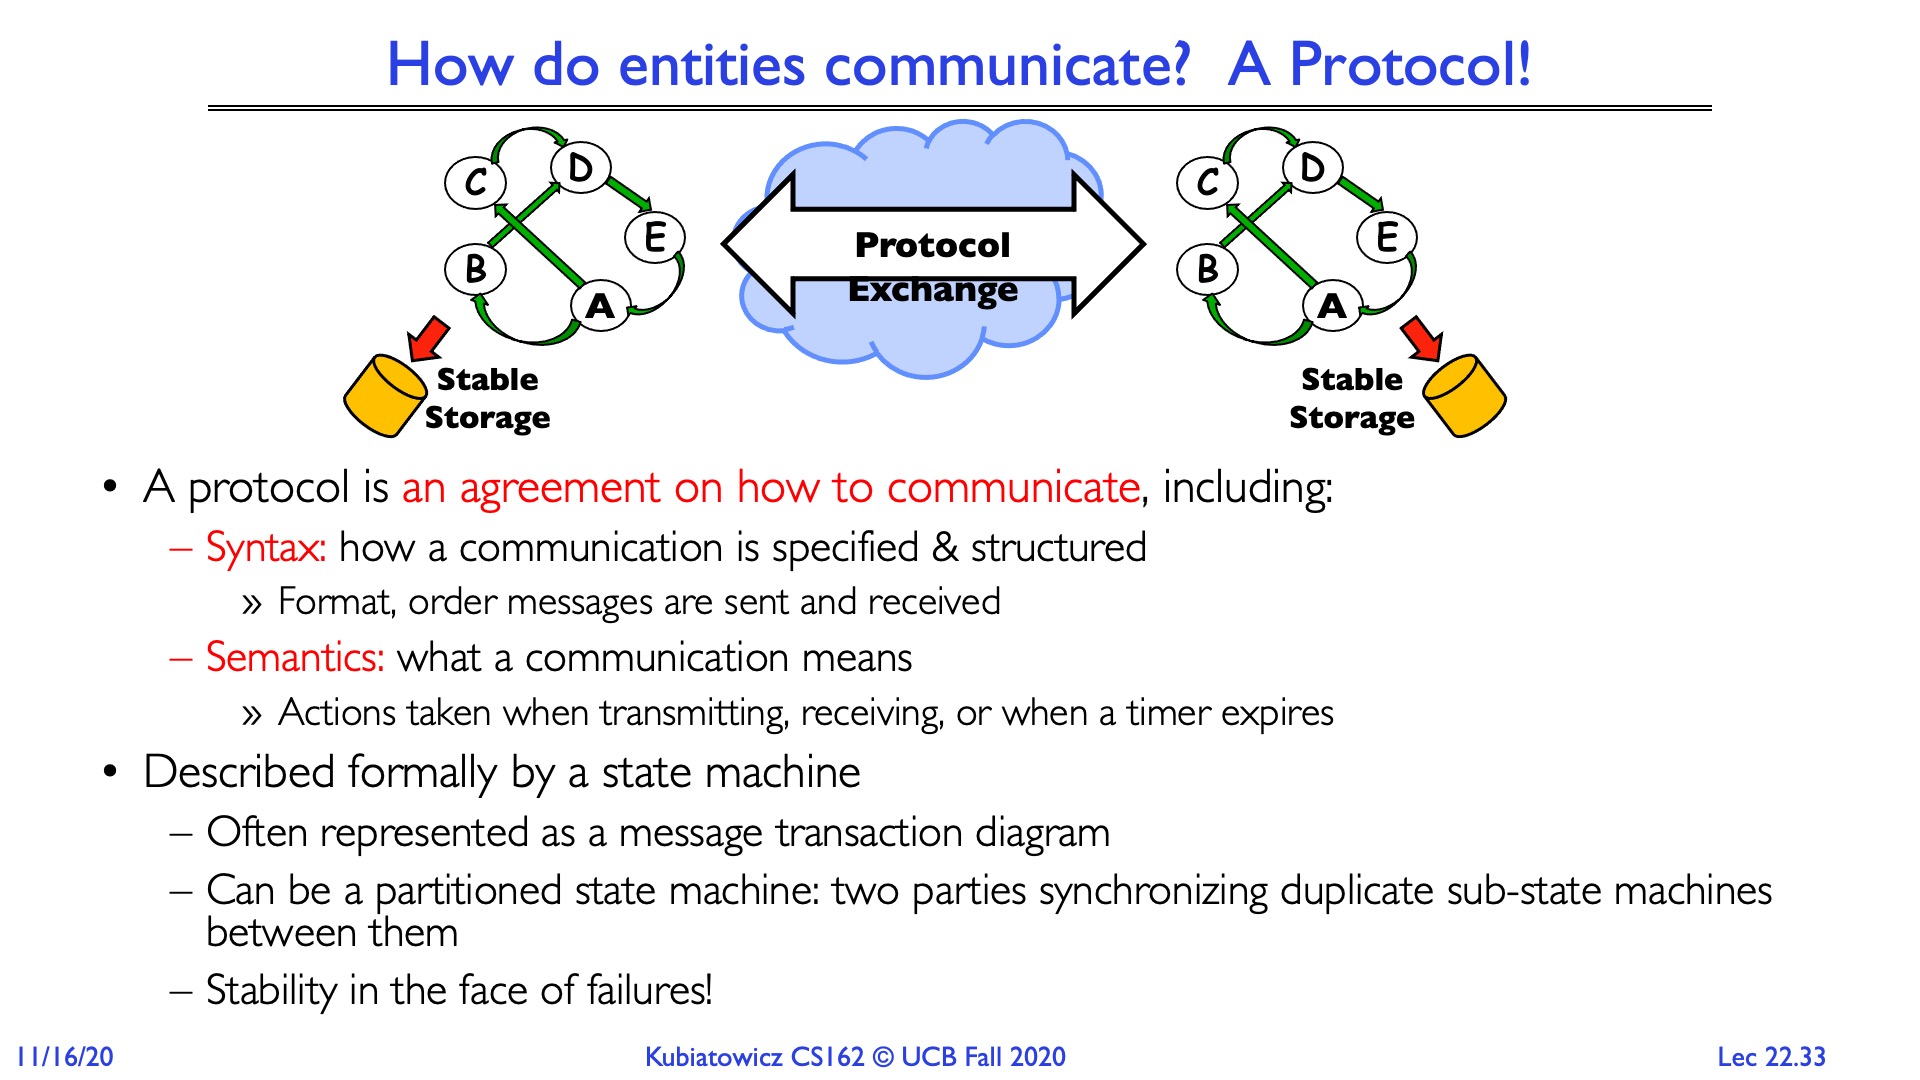 How do entities communicate? A Protocol!
C D E B A
Protocol
Exchange
C D E B A
Stable
Storage
Stable
Storage
• A protocol is an agreement on how to communicate, including:
– Syntax: how a communication is specified & structured
» Format, order messages are sent and received
– Semantics: what a communication means
» Actions taken when transmitting, receiving, or when a timer expires
• Described formally by a state machine
– Often represented as a message transaction diagram
– Can be a partitioned state machine: two parties synchronizing duplicate sub-state machines
between them
– Stability in the face of failures!
11/16/20 Kubiatowicz CS162 © UCB Fall 2020 Lec 22.33